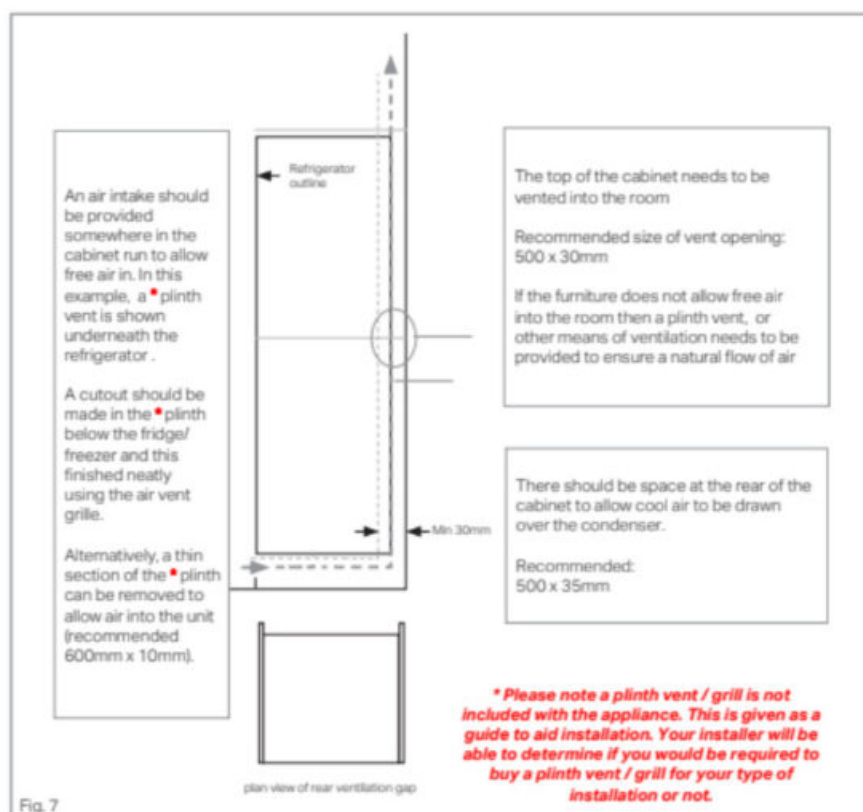 An air intake should
be provided
somewhere in the
cabinet run to allow
free air in. In this
example, a * plinth
vent is shown
underneath the
refrigerator .
A cutout should be
made in the * plinth
below the fridge/
freezer and this
finished neatly
using the air vent
grille.
Alternatively, a thin
section of the * plinth
can be removed to
allow air into the unit
(recommended
600mm x 10mm).
Refrigerator
outline
Min 30mm
plan view of rear ventilation gap
The top of the cabinet needs to be
vented into the room
Recommended size of vent opening:
500 x 30mm
If the furniture does not allow free air
into the room then a plinth vent, or
other means of ventilation needs to be
provided to ensure a natural flow of air
There should be space at the rear of the
cabinet to allow cool air to be drawn
over the condenser.
Recommended:
500 x 35mm
* Please note a plinth vent / grill is not
included with the appliance. This is given as a
guide to aid installation. Your installer will be
able to determine if you would be required to
buy a plinth vent / grill for your type of
installation or not.
Fig. 7